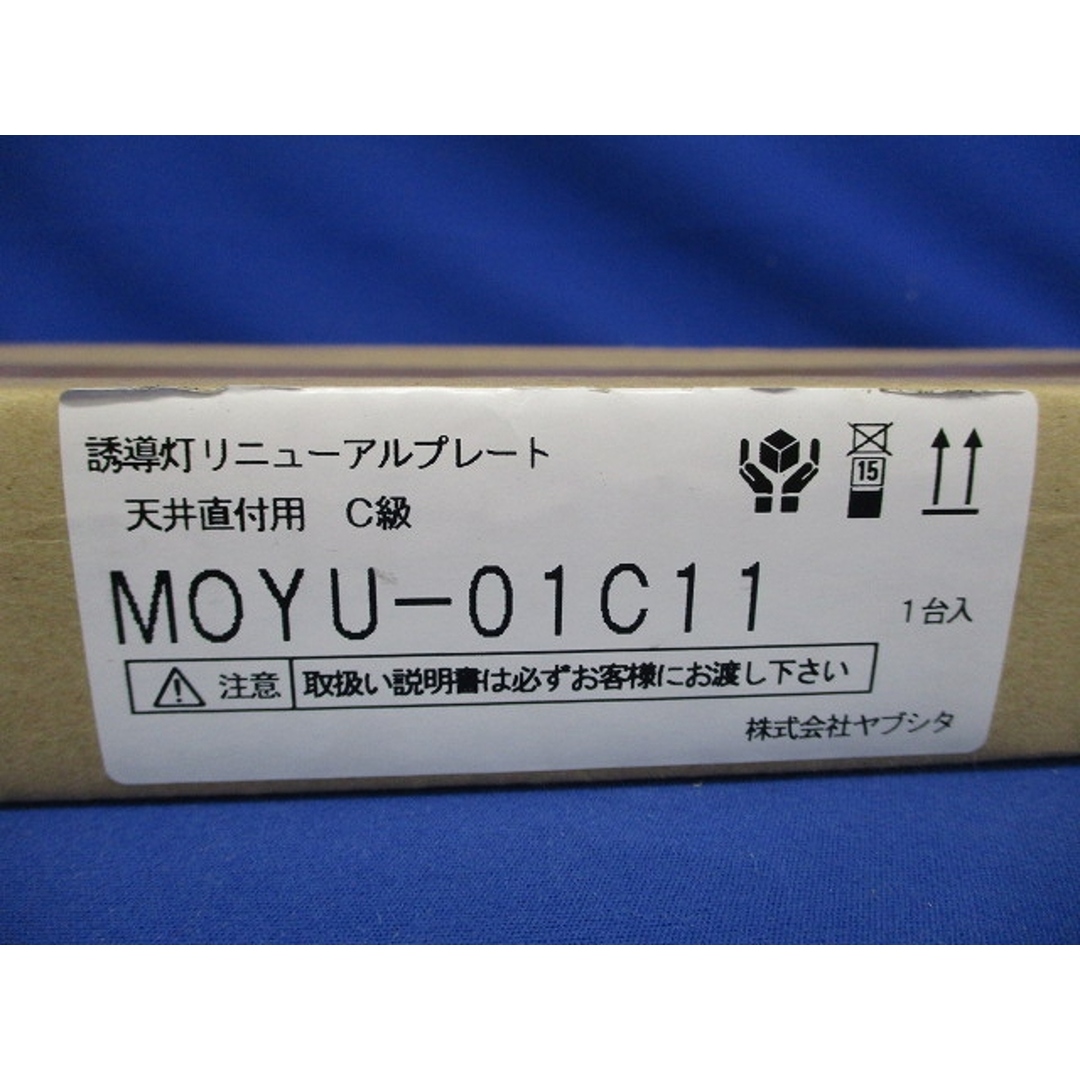 誘導灯リニューアルプレート
天井直付用 C級
15
MOYU-01C11
1台入
注意 取扱い説明書は必ずお客様にお渡し下さい
株式会社ヤブシタ